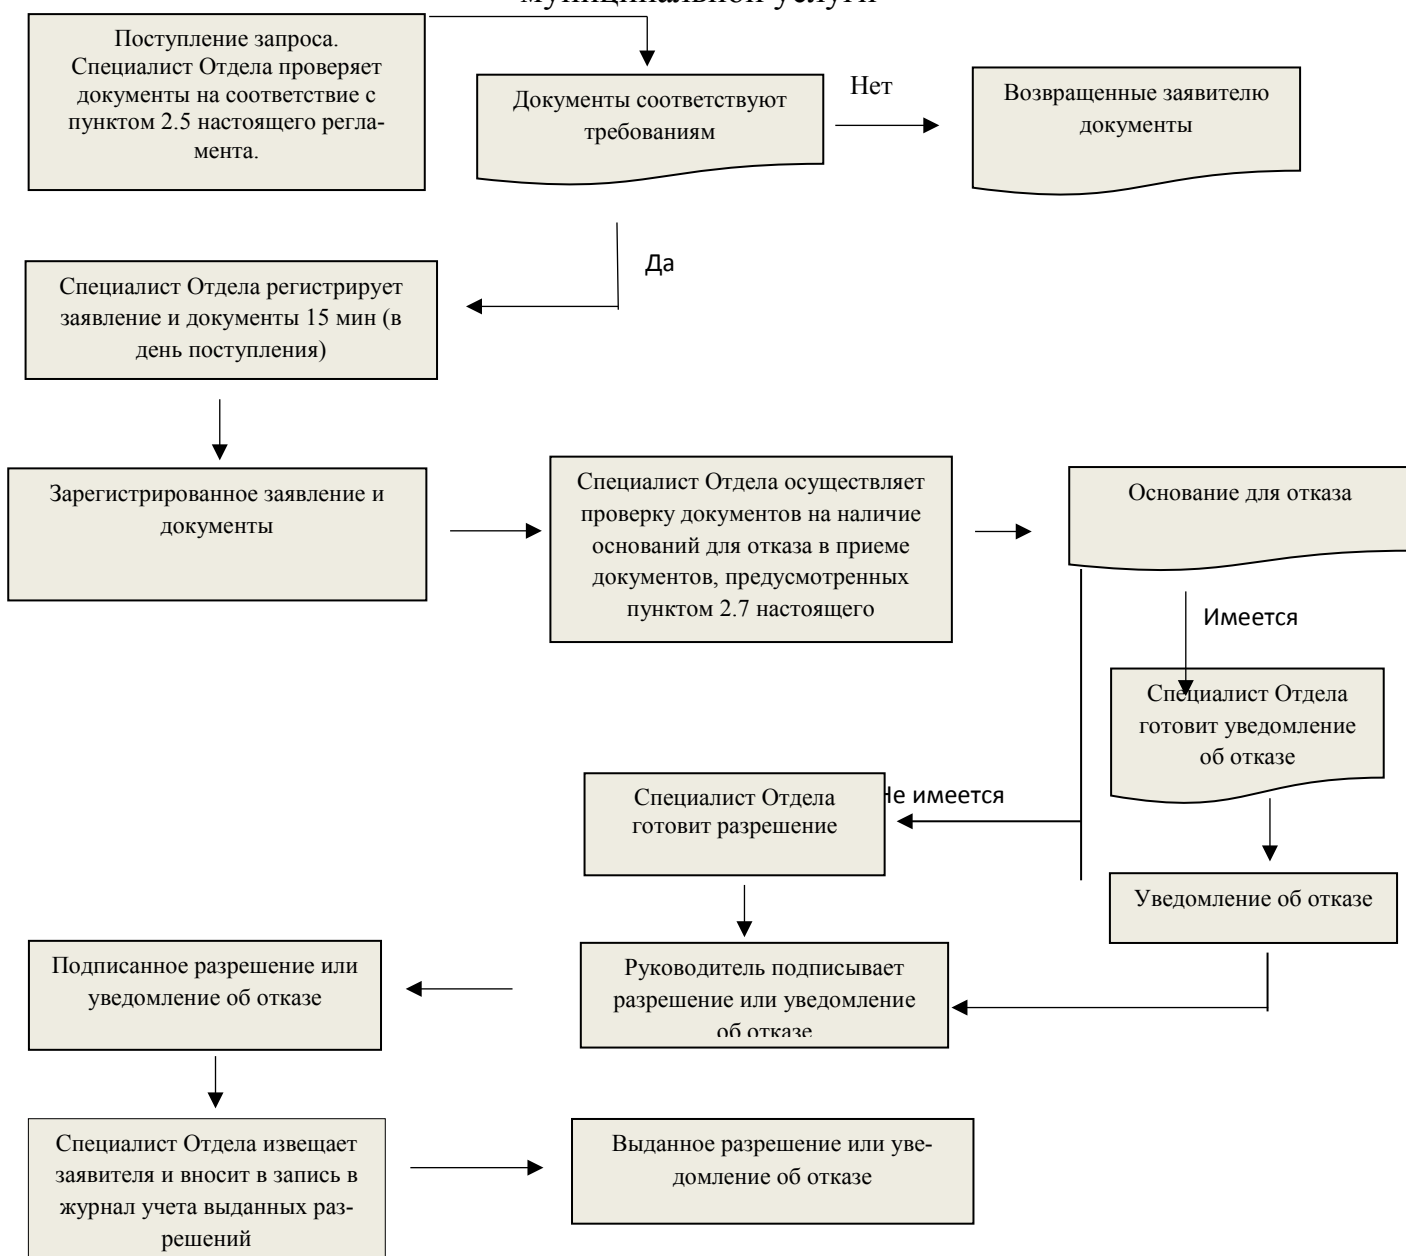 муниципальной услуги
Поступление запроса.
Специалист Отдела проверяет
документы на соответствие с
пунктом 2.5 настоящего регла-
мента.
Документы соответствуют
требованиям
Нет
Возвращенные заявителю
документы
Да
Специалист Отдела регистрирует
заявление и документы 15 мин (в
день поступления)
Зарегистрированное заявление и
документы
Специалист Отдела осуществляет
проверку документов на наличие
оснований для отказа в приеме
документов, предусмотренных
пунктом 2.7 настоящего
Основание для отказа
Имеется
Специалист Отдела
готовит уведомление
об отказе
Специалист Отдела
готовит разрешение
Не имеется
Уведомление об отказе
Подписанное разрешение или
уведомление об отказе
Руководитель подписывает
разрешение или уведомление
об отказе
Специалист Отдела извещает
заявителя и вносит в запись в
журнал учета выданных раз-
решений
Выданное разрешение или уве-
домление об отказе